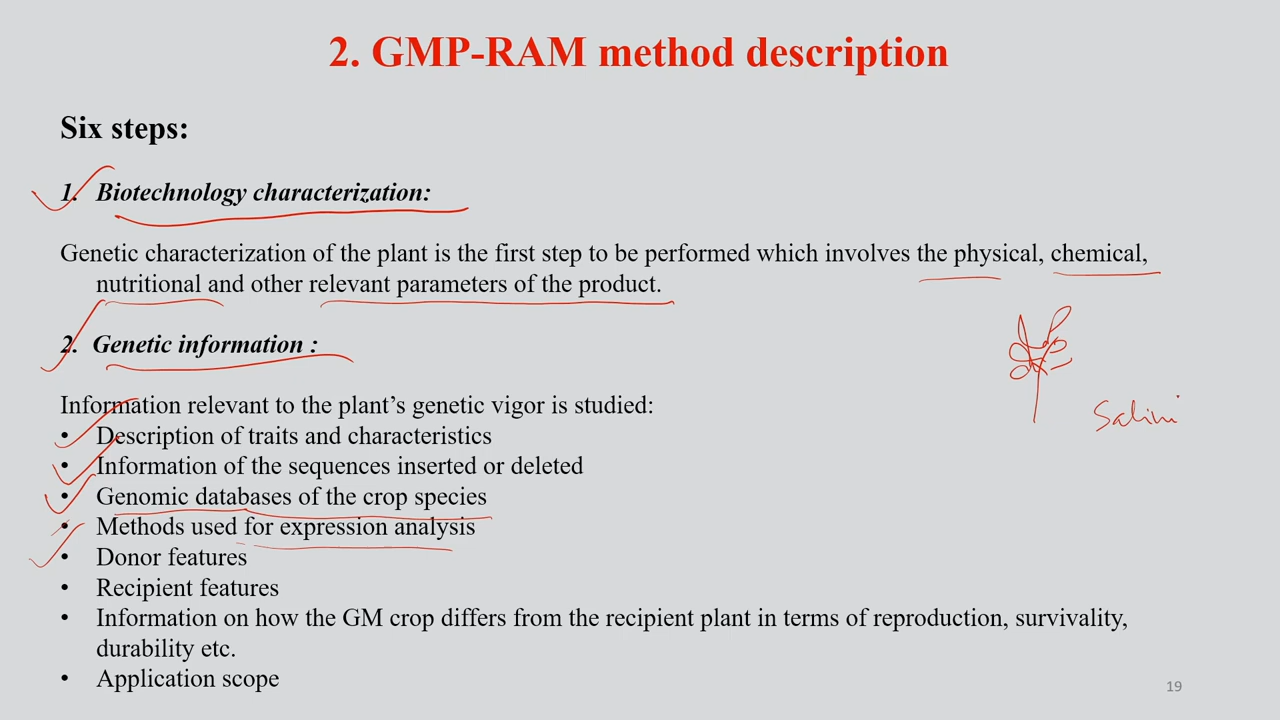 2. GMP-RAM method description
Six steps:
1. Biotechnology characterization:
Genetic characterization of the plant is the first step to be performed which involves the physical, chemical,
nutritional and other relevant parameters of the product.
2. Genetic information :
Information relevant to the plant’s genetic vigor is studied:
• Description of traits and characteristics
• Information of the sequences inserted or deleted
• Genomic databases of the crop species
• Methods used for expression analysis
• Donor features
• Recipient features
• Information on how the GM crop differs from the recipient plant in terms of reproduction, survivality,
durability etc.
• Application scope
19